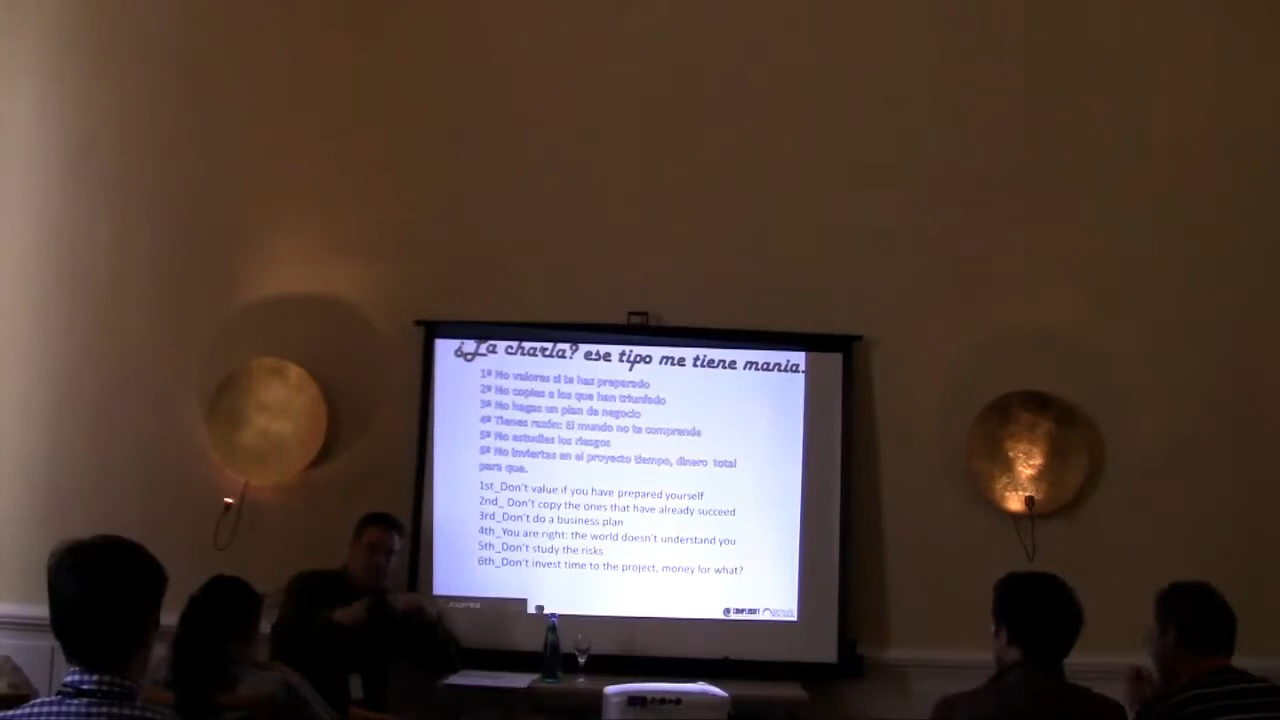 ¿La charla? ese tipo me tiene mania.
1º No valores si te has preparado
2º No copies a los que han triunfado
3º No hagas un plan de negocio
4º Tienes razón: El mundo no te comprende
5º No estudies los riesgos
6º No inviertas en el proyecto tiempo, dinero total
para que.
1st_Don't value if you have prepared yourself
2nd_ Don't copy the ones that have already succeed
3rd_Don't do a business plan
4th_You are right: the world doesn't understand you
5th_Don't study the risks
6th_Don't invest time to the project, money for what?
COMPUSOFT